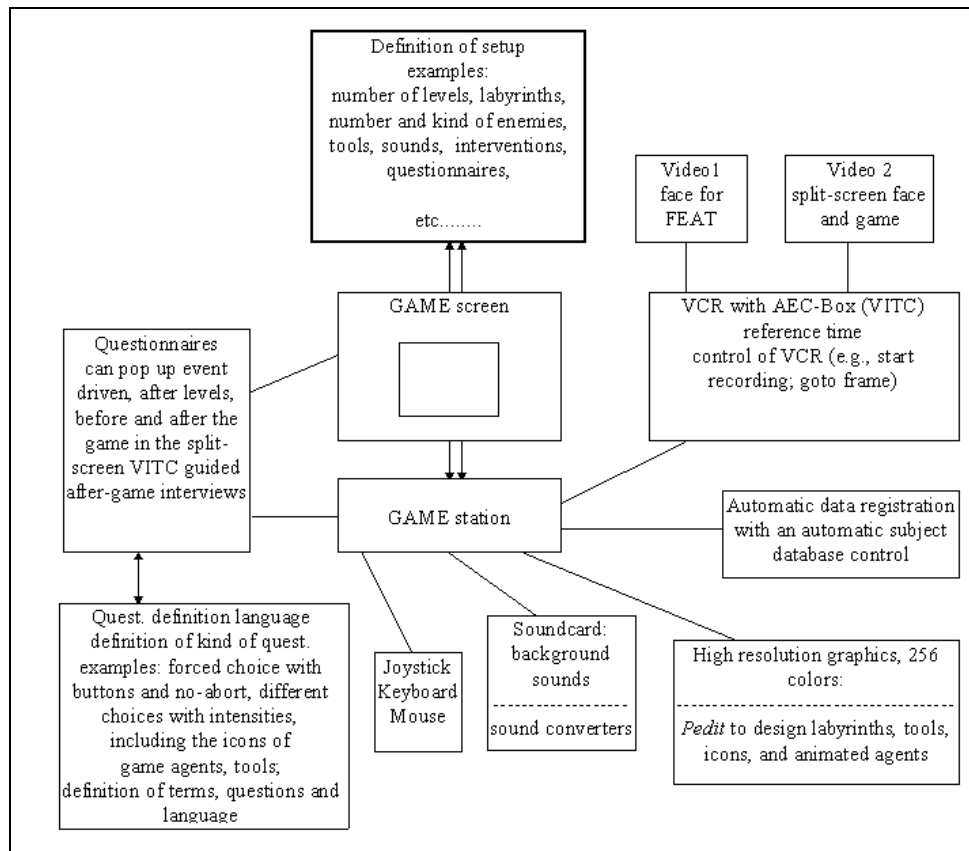 Definition of setup
examples:
number of levels, labyrinths,
number and kind of enemies,
tools, sounds, interventions,
questionnaires,
etc........
Video1
face for
FEAT
Video 2
split-screen face
and game
GAME screen
VCR with AEC-Box (VITC)
reference time
control of VCR (e.g., start
recording; goto frame)
Questionnaires
can pop up event
driven, after levels,
before and after the
game in the split-
screen VITC guided
after-game interviews
GAME station
Automatic data registration
with an automatic subject
database control
Quest. definition language
definition of kind of quest.
examples: forced choice with
buttons and no-abort, different
choices with intensities,
including the icons of
game agents, tools;
definition of terms, questions and
language
Joystick
Keyboard
Mouse
Soundcard:
background
sounds
sound converters
High resolution graphics, 256
colors:
Pedit to design labyrinths, tools,
icons, and animated agents